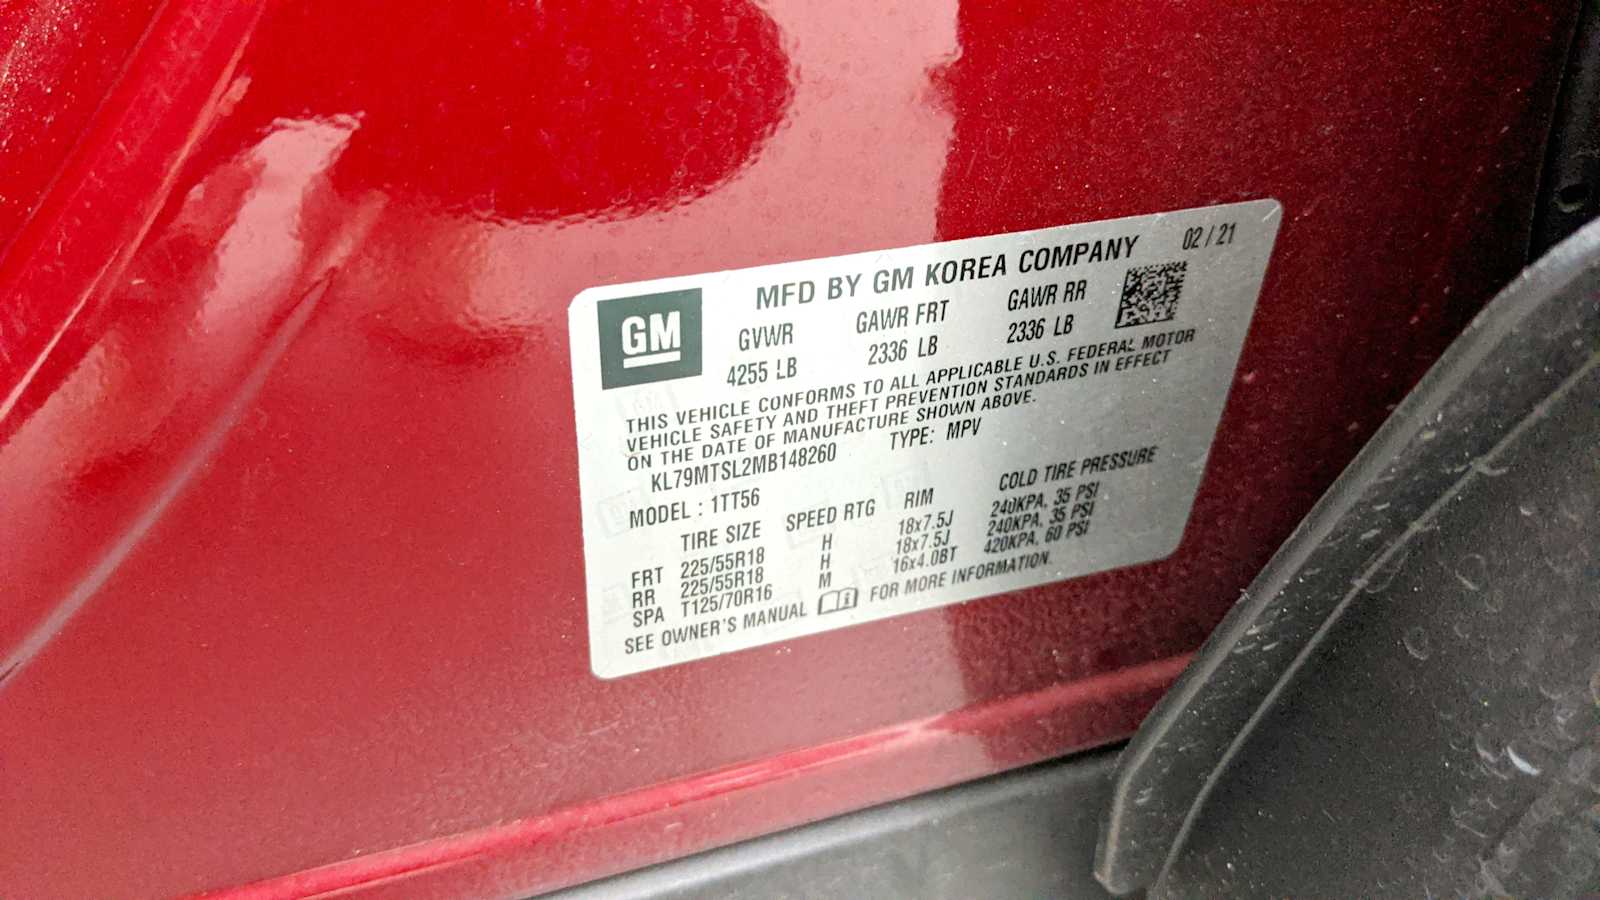 MFD BY GM KOREA COMPANY 02 / 21
GM
GVWR GAWR FRT GAWR RR
4255 LB 2336 LB 2336 LB
THIS VEHICLE CONFORMS TO ALL APPLICABLE U.S. FEDERAL MOTOR
VEHICLE SAFETY AND THEFT PREVENTION STANDARDS IN EFFECT
ON THE DATE OF MANUFACTURE SHOWN ABOVE.
KL79MTSL2MB148260 TYPE: MPV
MODEL : 1TT56
TIRE SIZE SPEED RTG RIM COLD TIRE PRESSURE
FRT 225/55R18 H 18x7.5J 240KPA, 35 PSI
RR 225/55R18 H 18x7.5J 240KPA, 35 PSI
SPA T125/70R16 M 16x4.0BT 420KPA, 60 PSI
SEE OWNER'S MANUAL FOR MORE INFORMATION.